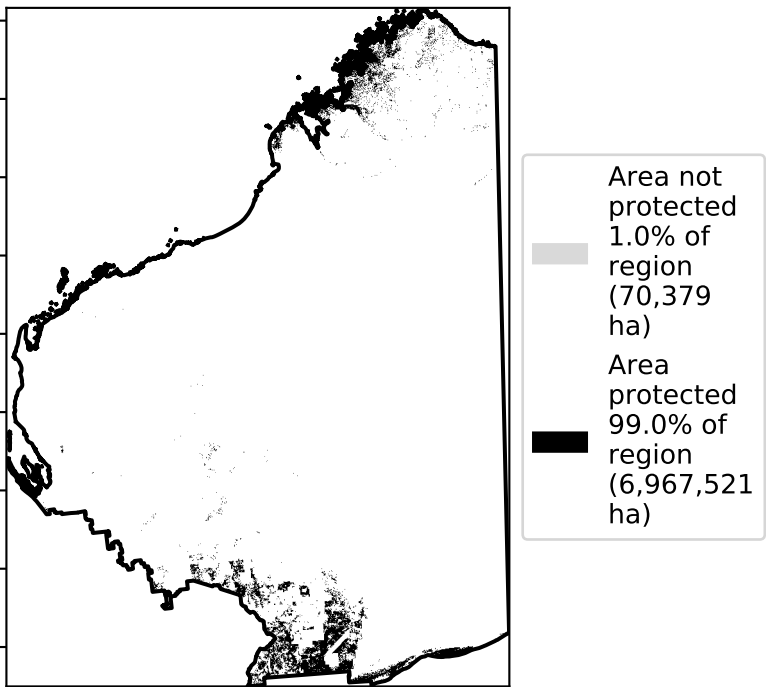 Area not
protected
1.0% of
region
(70,379
ha)
Area
protected
99.0% of
region
(6,967,521
ha)